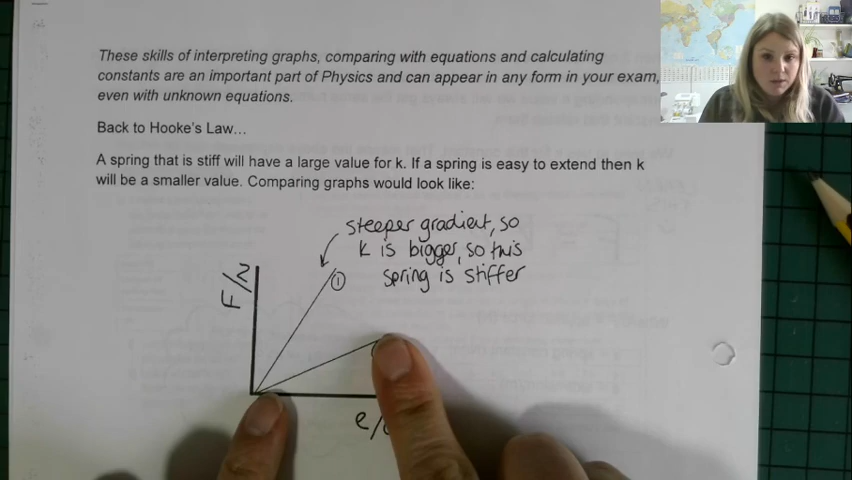 These skills of interpreting graphs, comparing with equations and calculating
constants are an important part of Physics and can appear in any form in your exam,
even with unknown equations.
Back to Hooke's Law...
A spring that is stiff will have a large value for k. If a spring is easy to extend then k
will be a smaller value. Comparing graphs would look like:
steeper gradient, so
k is bigger, so this
spring is stiffer
①
F/N
e/